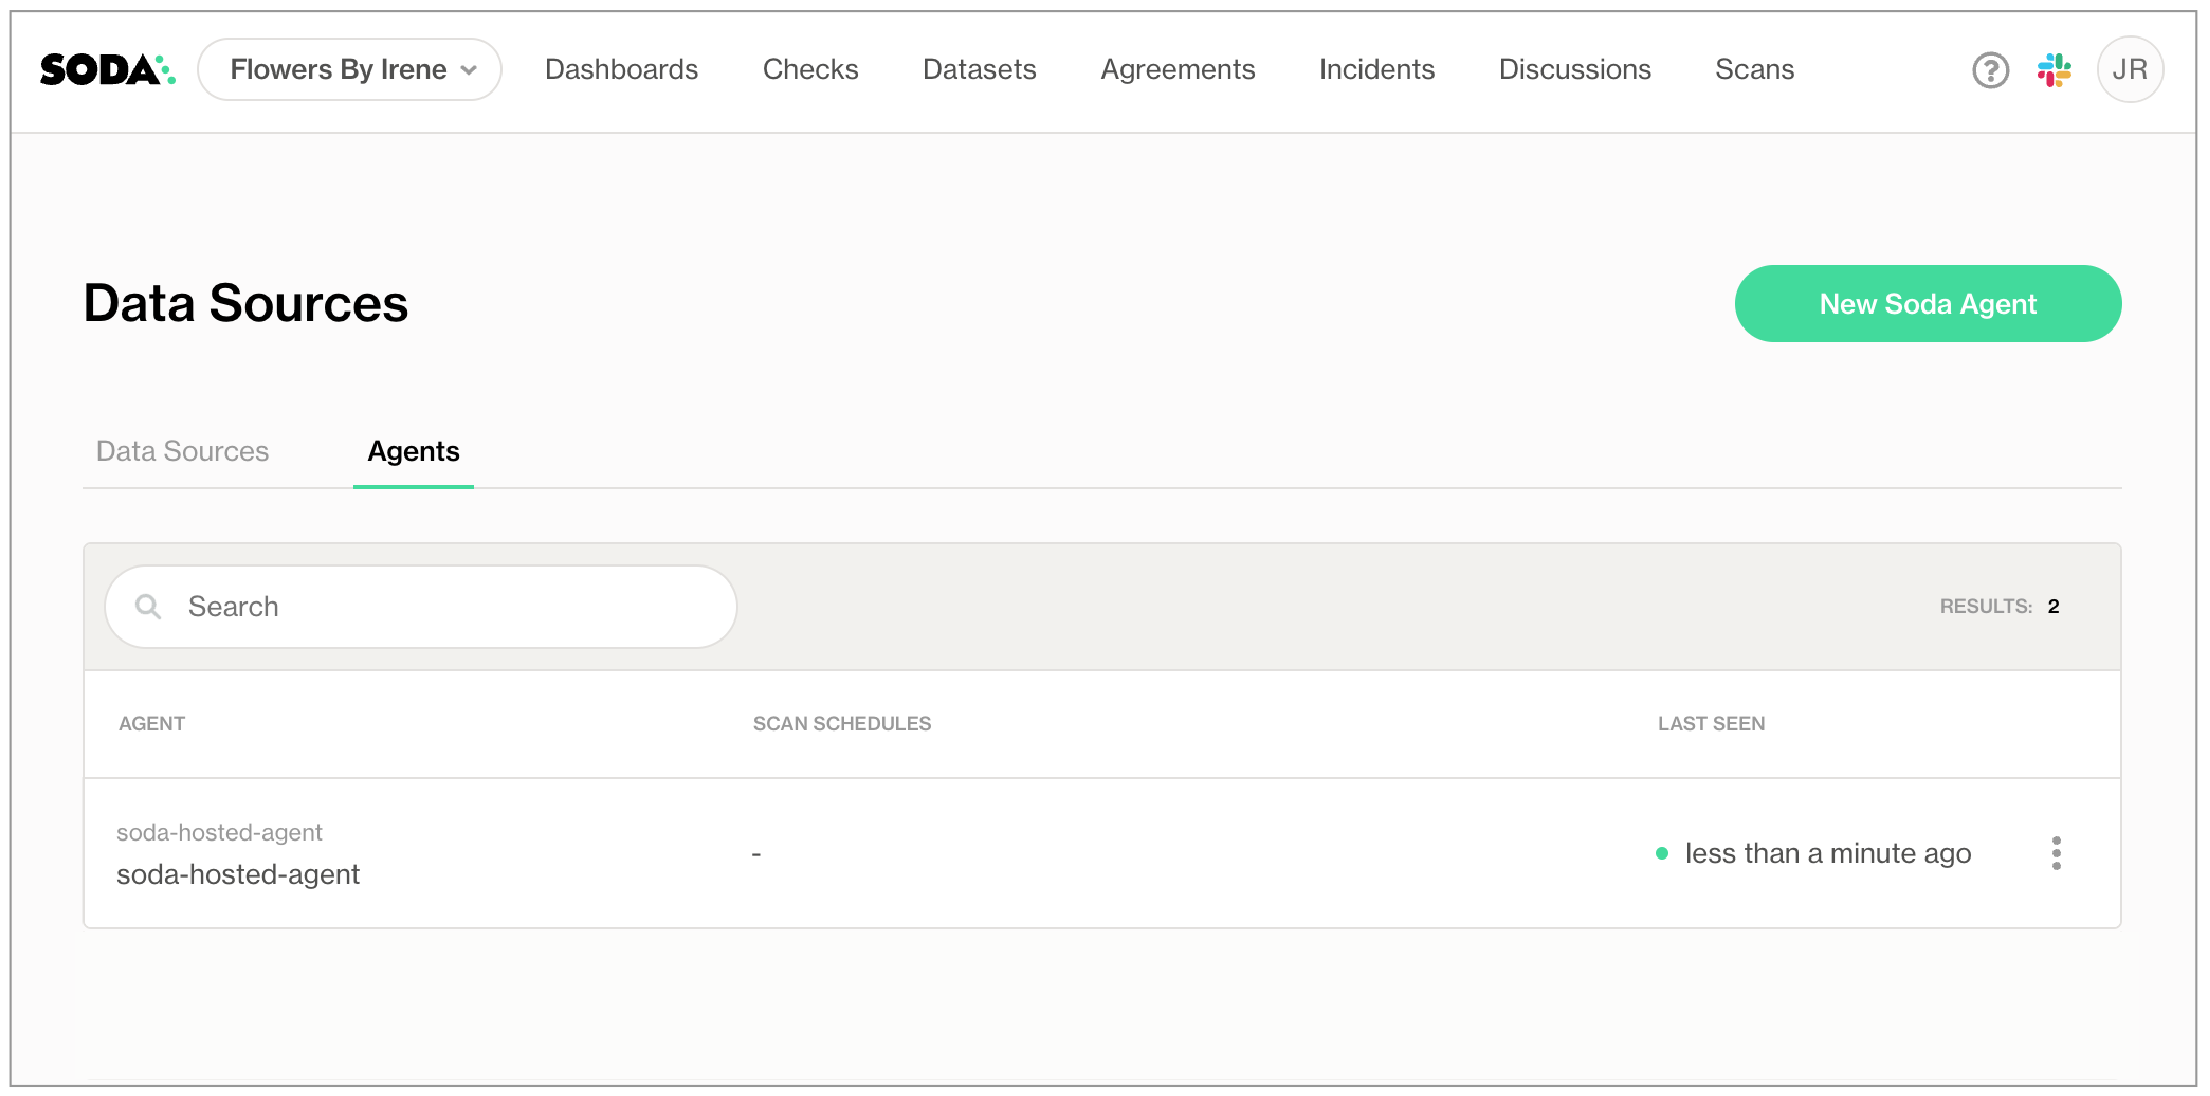 SODA
Flowers By Irene
Dashboards
Checks
Datasets
Agreements
Incidents
Discussions
Scans
?
JR
Data Sources
New Soda Agent
Data Sources
Agents
Search
RESULTS: 2
AGENT
SCAN SCHEDULES
LAST SEEN
soda-hosted-agent
soda-hosted-agent
-
less than a minute ago